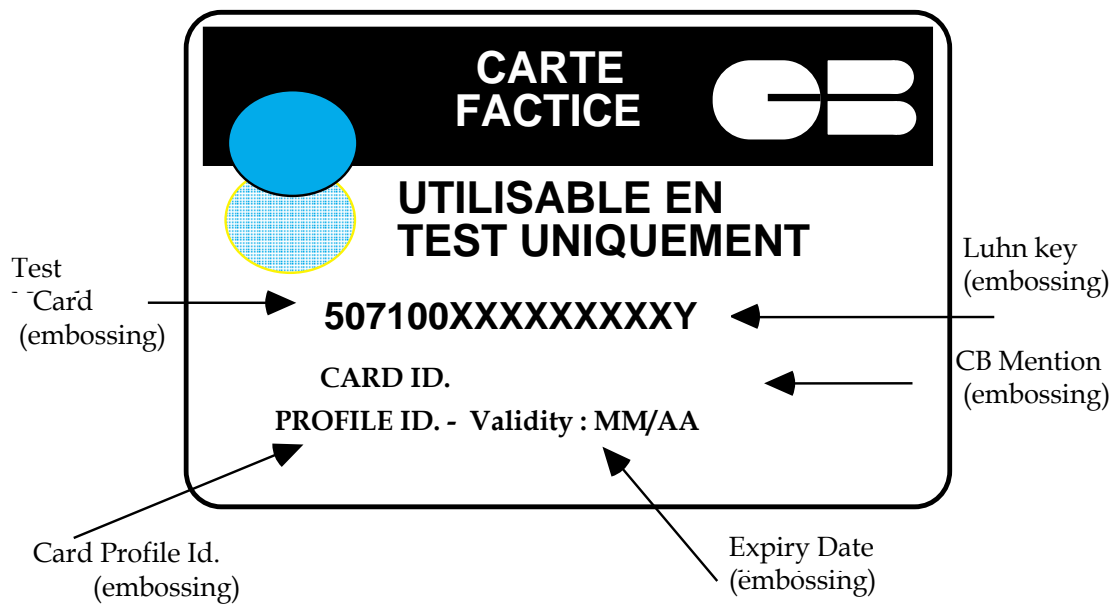 CARTE
FACTICE
CB
UTILISABLE EN
TEST UNIQUEMENT
Luhn key
(embossing)
Test
Card
(embossing)
507100XXXXXXXXXY
CB Mention
(embossing)
CARD ID.
PROFILE ID. - Validity : MM/AA
Card Profile Id.
(embossing)
Expiry Date
(embossing)